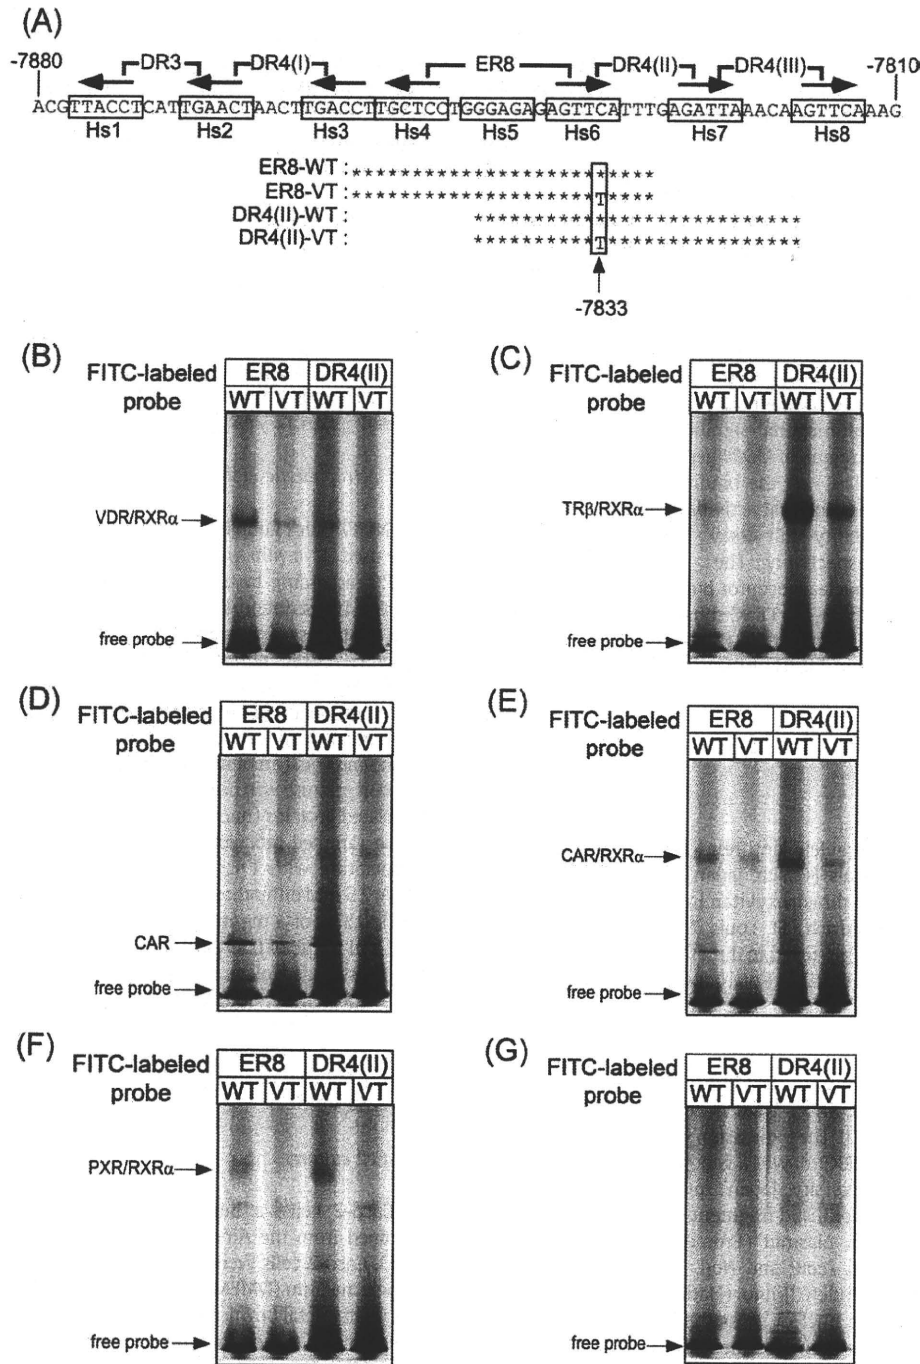 (A)
-7880 DR3 DR4(I) ER8 DR4(II) DR4(III) -7810
ACGTTACCTCATTGAACTAACTTGACCTTGCTCCTGGGAGAGAGTTCATTTGAGATTAAACAAGTTCAAAG
Hs1 Hs2 Hs3 Hs4 Hs5 Hs6 Hs7 Hs8
ER8-WT : *************************
ER8-VT : ********************T****
DR4(II)-WT : ***************************
DR4(II)-VT : **********T****************
-7833
(B)
FITC-labeled probe
ER8 DR4(II)
WT VT WT VT
VDR/RXRα
free probe
(C)
FITC-labeled probe
ER8 DR4(II)
WT VT WT VT
TRβ/RXRα
free probe
(D)
FITC-labeled probe
ER8 DR4(II)
WT VT WT VT
CAR
free probe
(E)
FITC-labeled probe
ER8 DR4(II)
WT VT WT VT
CAR/RXRα
free probe
(F)
FITC-labeled probe
ER8 DR4(II)
WT VT WT VT
PXR/RXRα
free probe
(G)
FITC-labeled probe
ER8 DR4(II)
WT VT WT VT
free probe